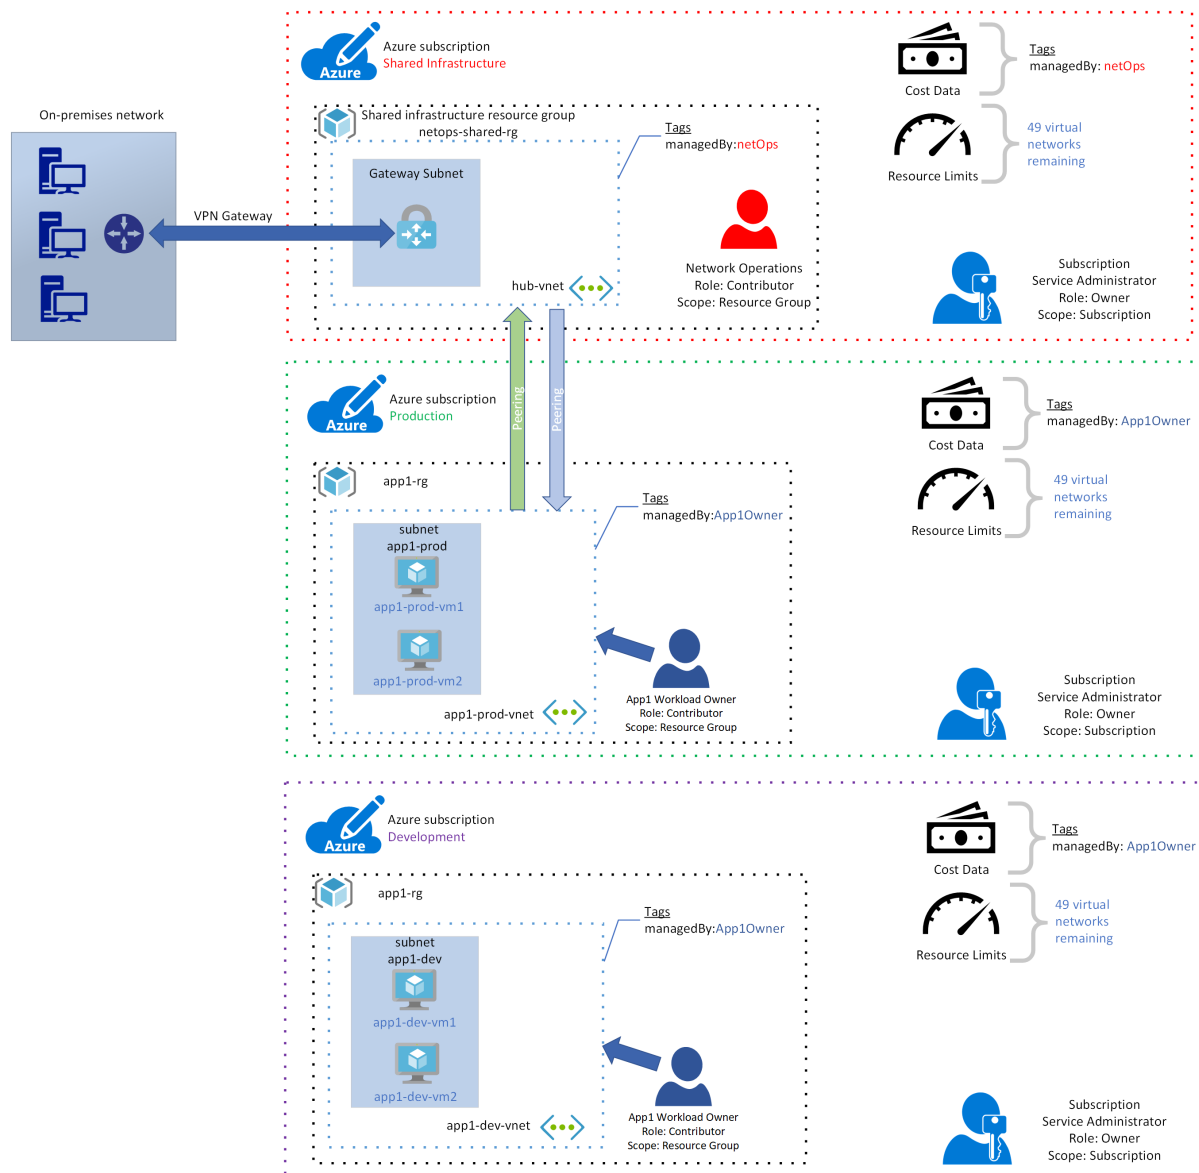 Azure
Azure subscription
Shared Infrastructure
Cost Data
Tags
managedBy: netOps
On-premises network
Shared infrastructure resource group
netops-shared-rg
Tags
managedBy:netOps
Resource Limits
49 virtual
networks
remaining
Gateway Subnet
VPN Gateway
hub-vnet
Network Operations
Role: Contributor
Scope: Resource Group
Subscription
Service Administrator
Role: Owner
Scope: Subscription
Peering
Peering
Azure
Azure subscription
Production
Cost Data
Tags
managedBy: App1Owner
app1-rg
Tags
managedBy:App1Owner
Resource Limits
49 virtual
networks
remaining
subnet
app1-prod
app1-prod-vm1
app1-prod-vm2
app1-prod-vnet
App1 Workload Owner
Role: Contributor
Scope: Resource Group
Subscription
Service Administrator
Role: Owner
Scope: Subscription
Azure
Azure subscription
Development
Cost Data
Tags
managedBy: App1Owner
app1-rg
Tags
managedBy:App1Owner
Resource Limits
49 virtual
networks
remaining
subnet
app1-dev
app1-dev-vm1
app1-dev-vm2
app1-dev-vnet
App1 Workload Owner
Role: Contributor
Scope: Resource Group
Subscription
Service Administrator
Role: Owner
Scope: Subscription